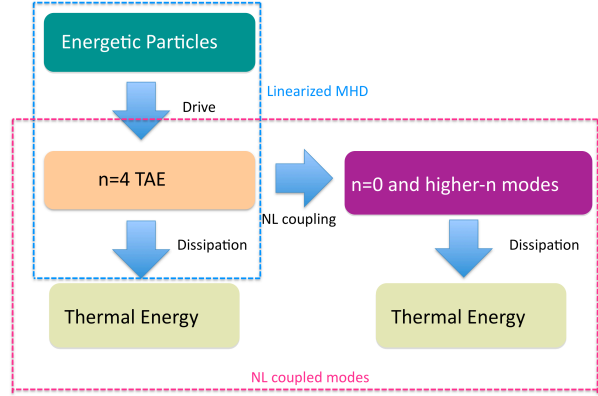 Energetic Particles
Linearized MHD
Drive
n=4 TAE
n=0 and higher-n modes
NL coupling
Dissipation
Dissipation
Thermal Energy
Thermal Energy
NL coupled modes